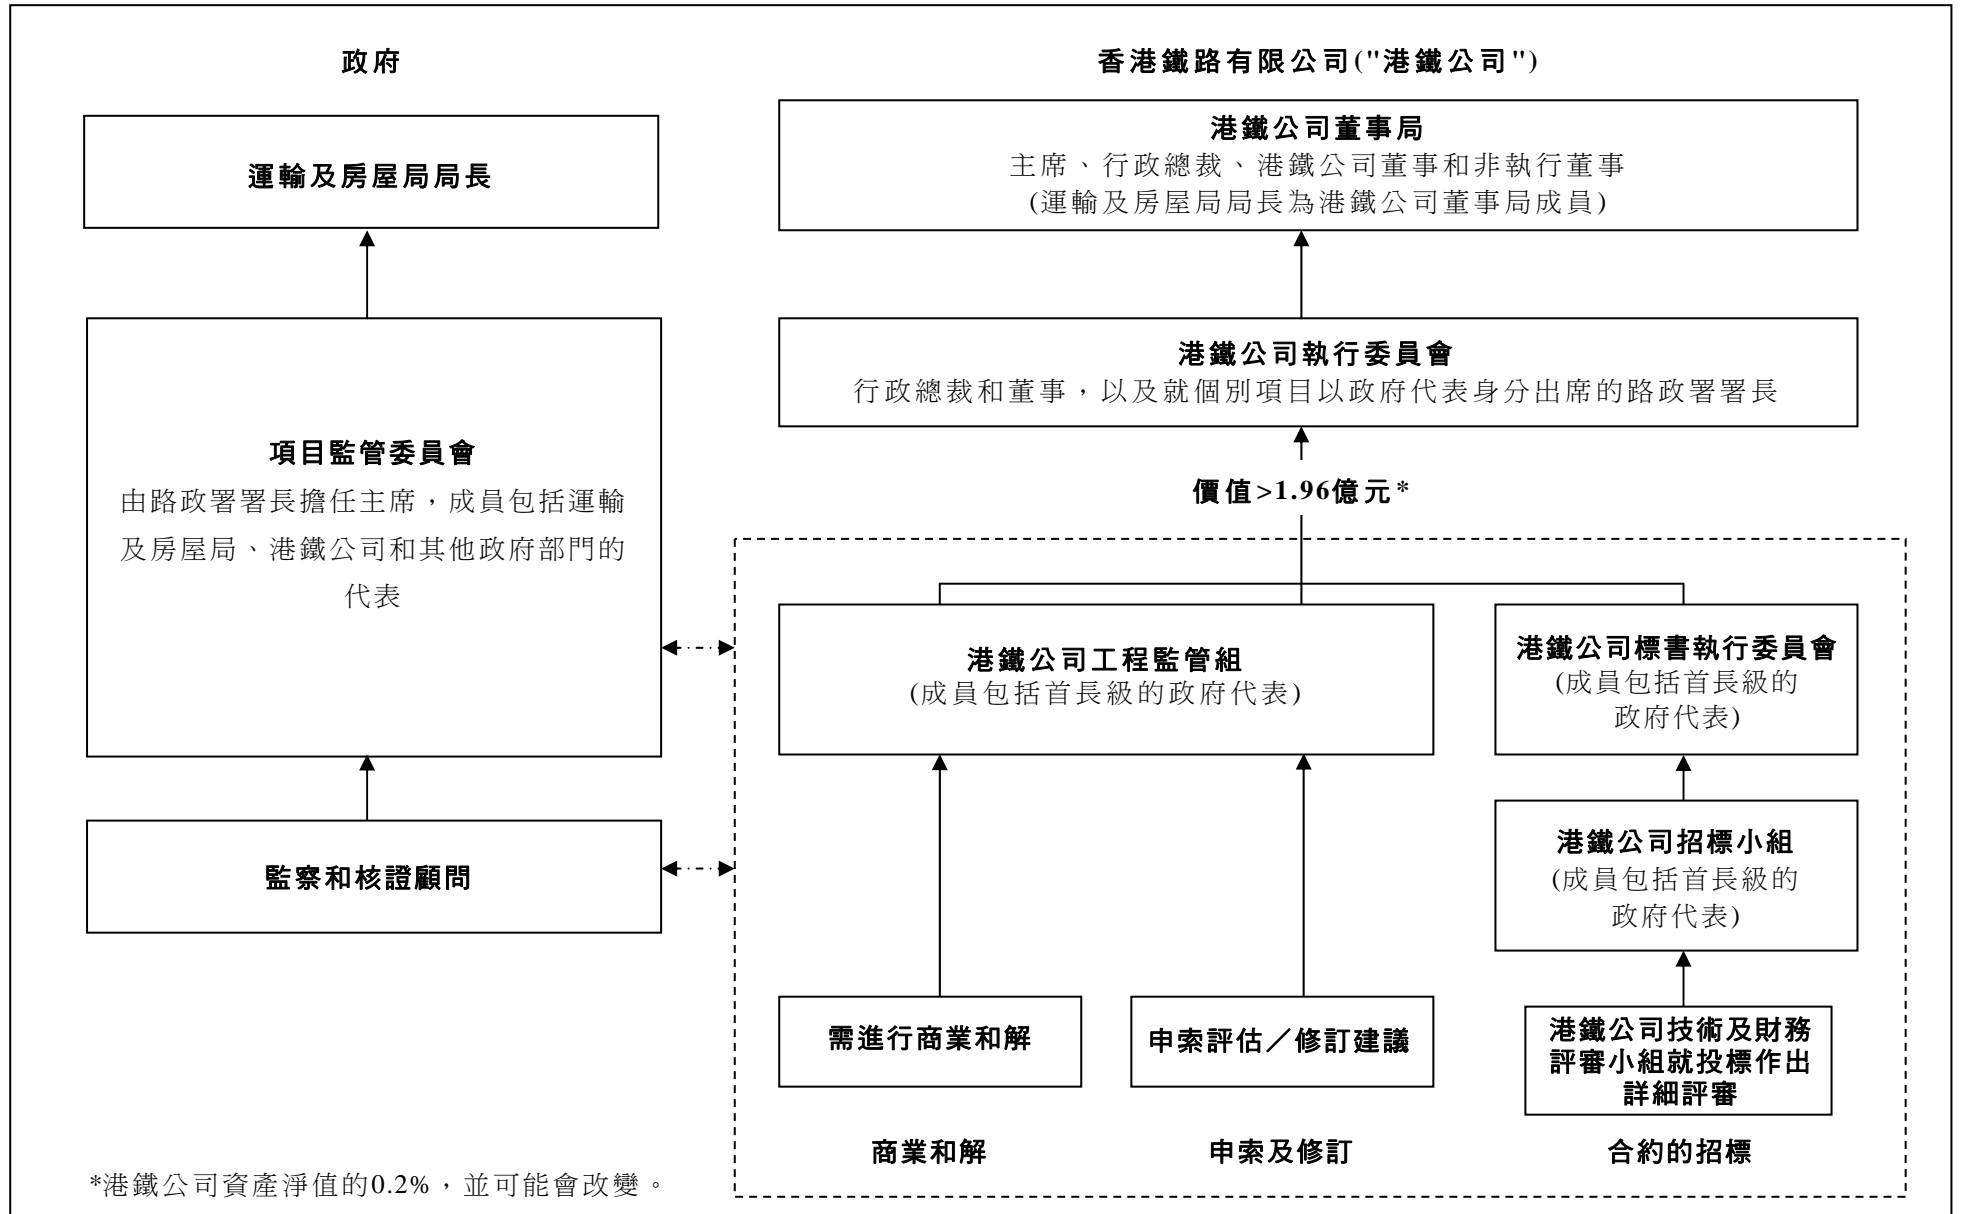 政府
運輸及房屋局局長
項目監管委員會
由路政署署長擔任主席，成員包括運輸
及房屋局、港鐵公司和其他政府部門的
代表
監察和核證顧問
*港鐵公司資產淨值的0.2%，並可能會改變。
香港鐵路有限公司("港鐵公司")
港鐵公司董事局
主席、行政總裁、港鐵公司董事和非執行董事
(運輸及房屋局局長為港鐵公司董事局成員)
港鐵公司執行委員會
行政總裁和董事，以及就個別項目以政府代表身分出席的路政署署長
價值>1.96億元*
港鐵公司工程監管組
(成員包括首長級的政府代表)
港鐵公司標書執行委員會
(成員包括首長級的
政府代表)
港鐵公司招標小組
(成員包括首長級的
政府代表)
需進行商業和解
申索評估／修訂建議
港鐵公司技術及財務
評審小組就投標作出
詳細評審
商業和解
申索及修訂
合約的招標